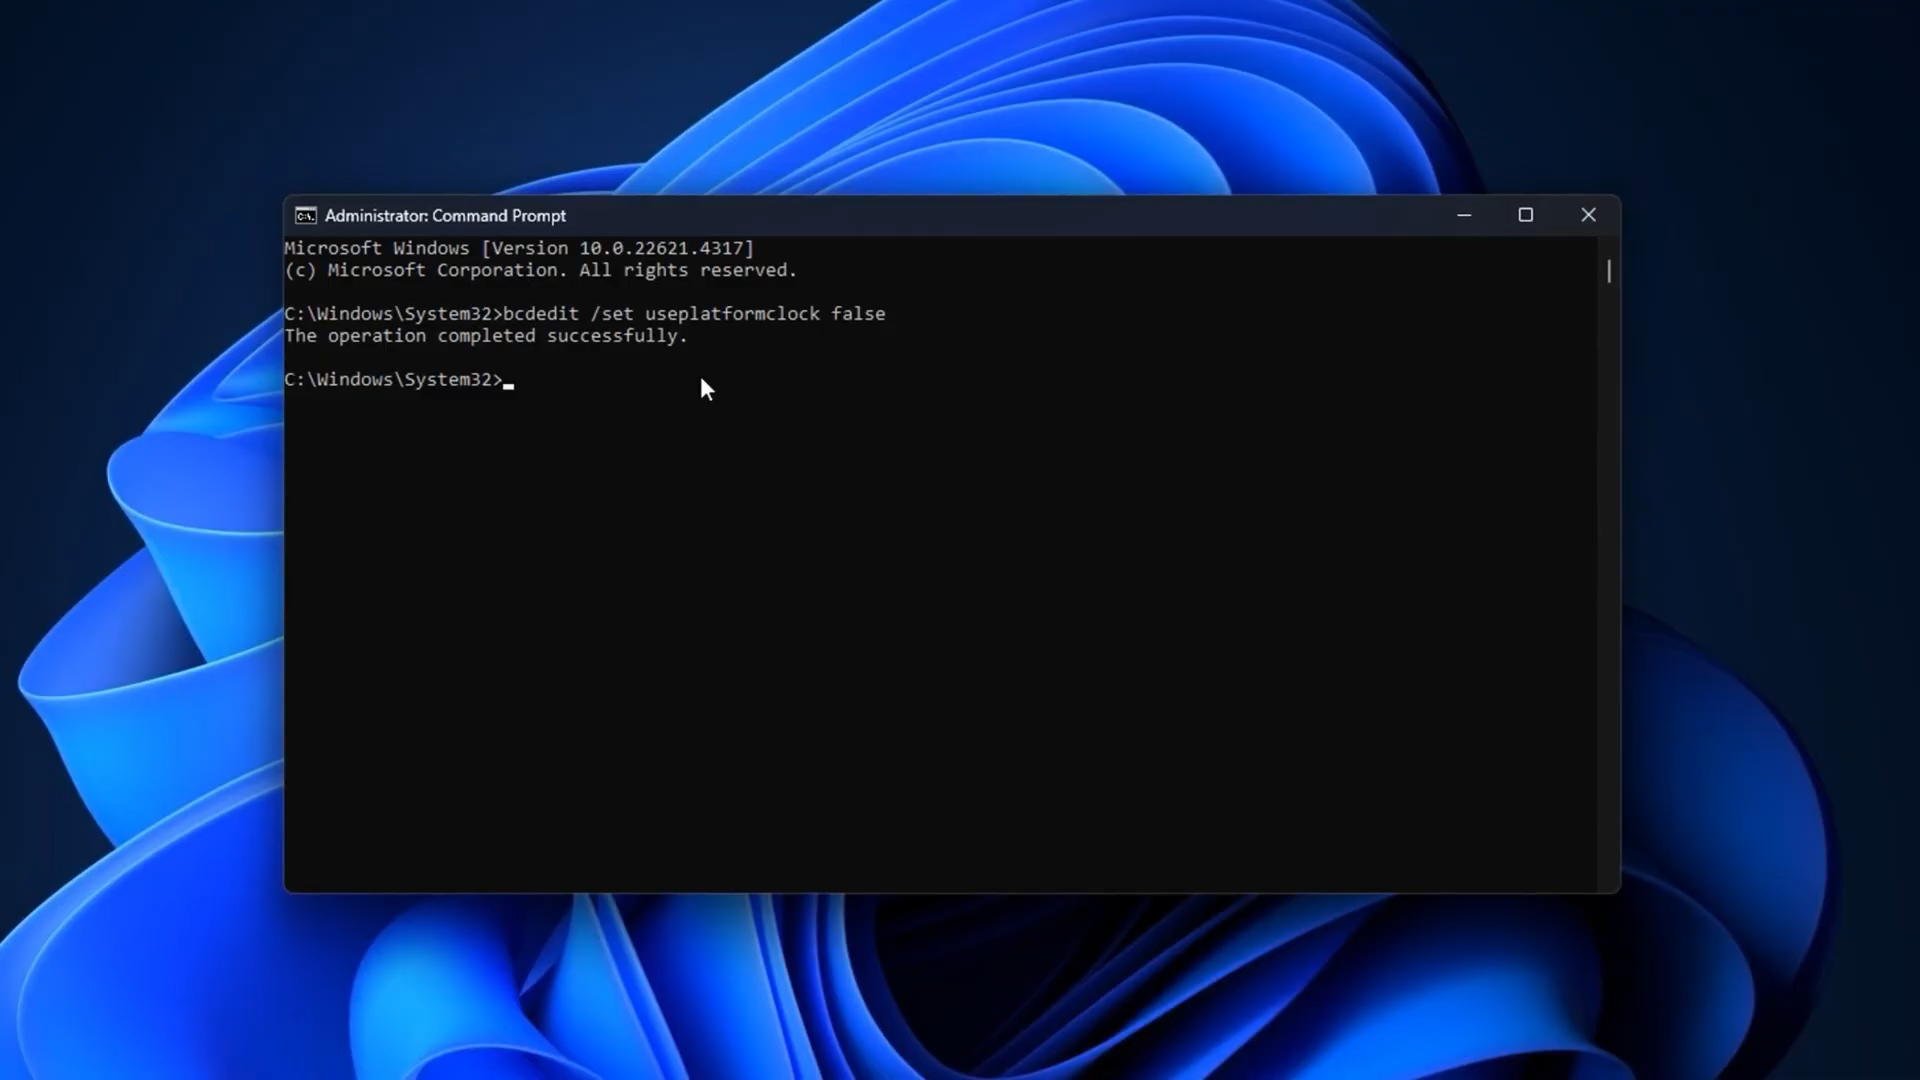 Administrator: Command Prompt
Microsoft Windows [Version 10.0.22621.4317]
(c) Microsoft Corporation. All rights reserved.
C:\Windows\System32>bcdedit /set useplatformclock false
The operation completed successfully.
C:\Windows\System32>